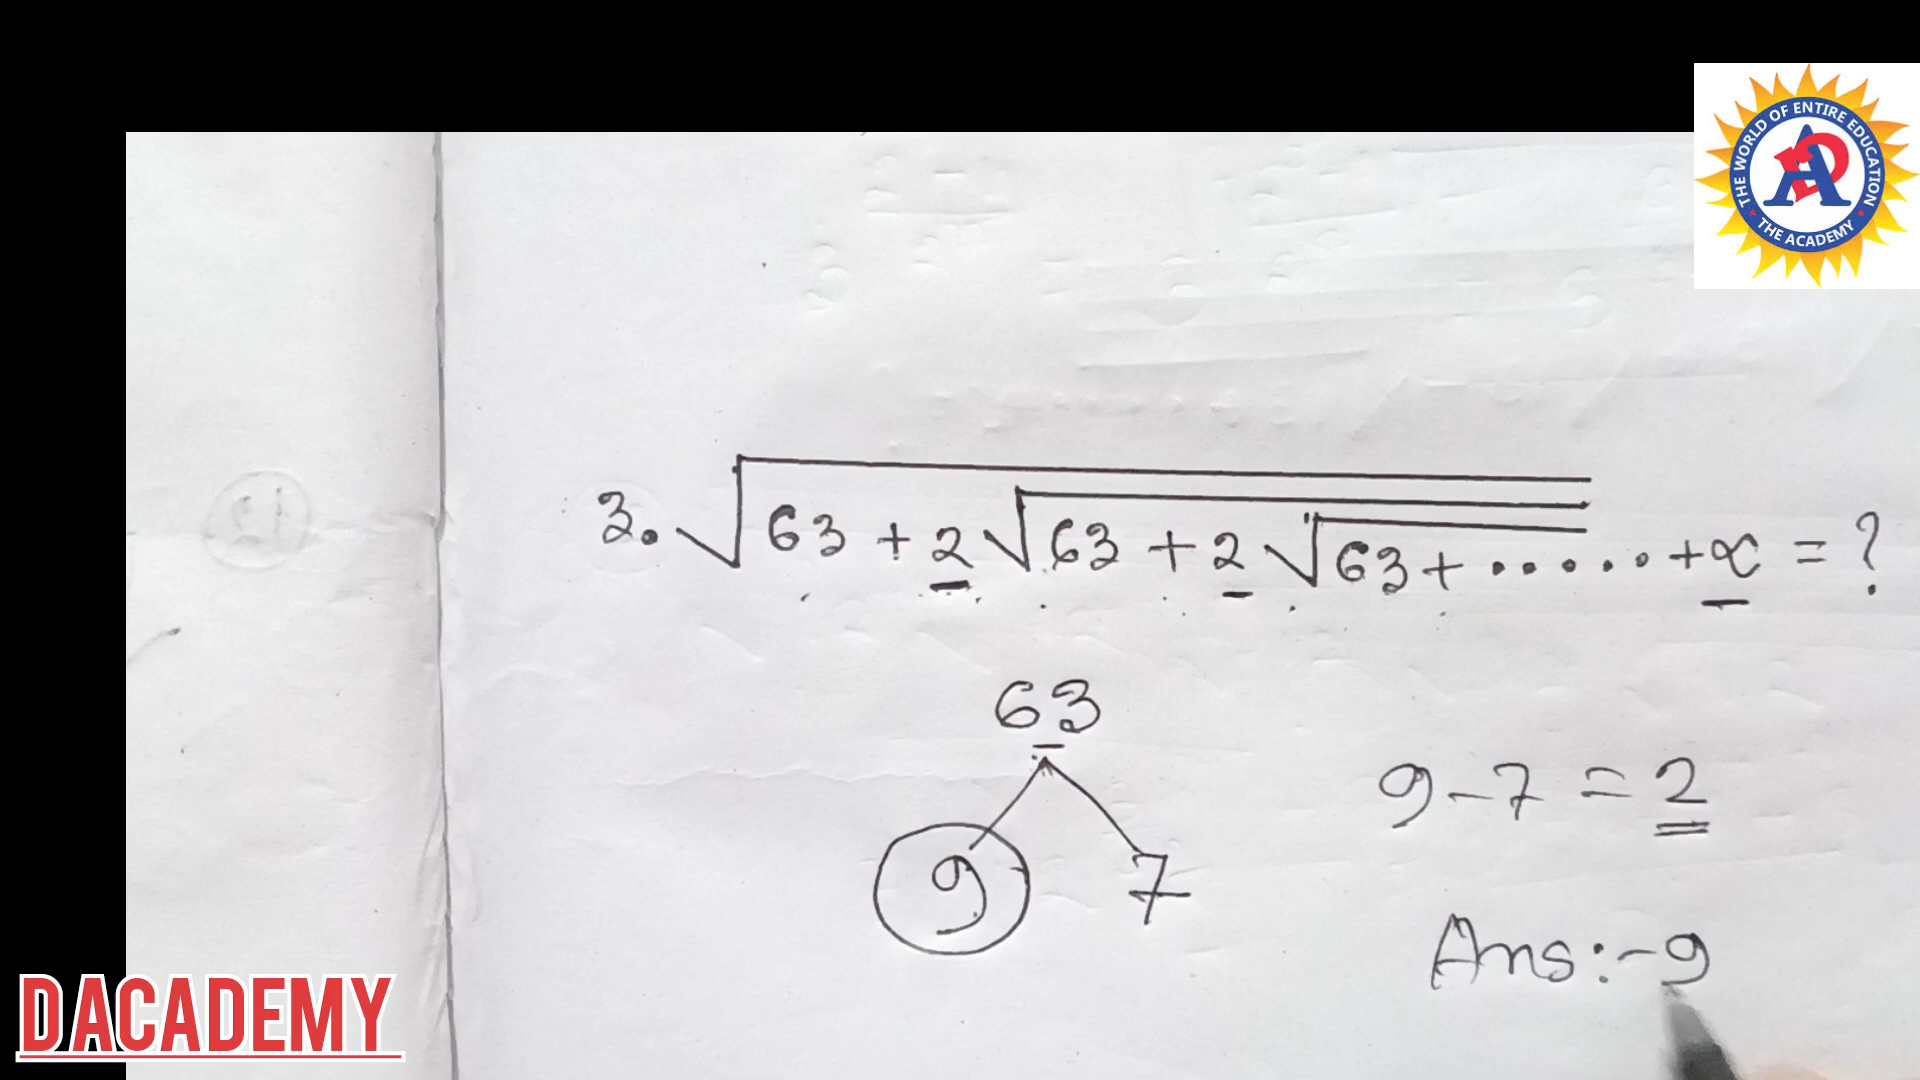 THE WORLD OF ENTIRE EDUCATION
THE ACADEMY
3. √63 + 2√63 + 2√63 + ...... + ∝ = ?
63
9 7
9 - 7 = 2
Ans:- 9
DACADEMY